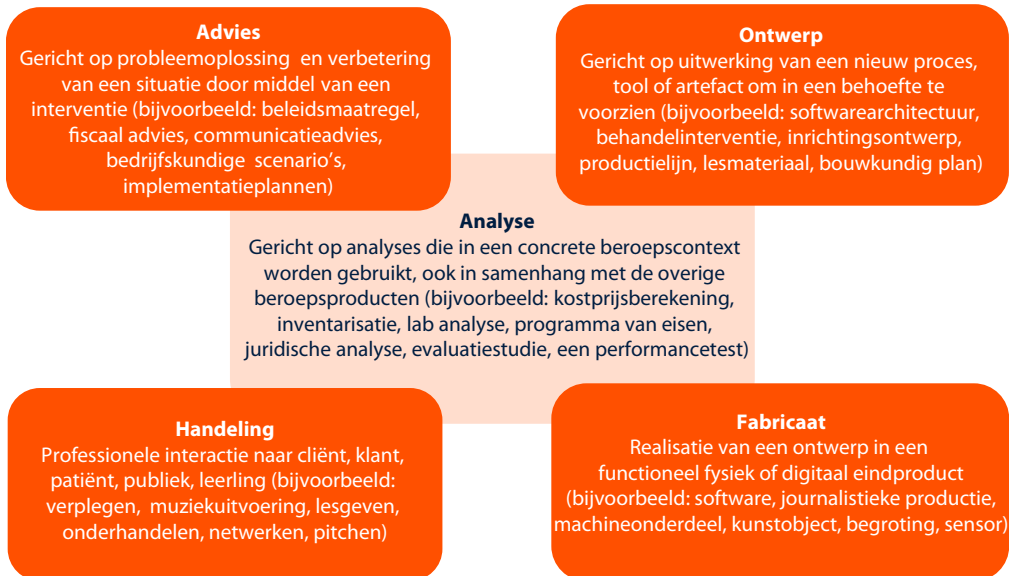 Advies
Gericht op probleemoplossing en verbetering
van een situatie door middel van een
interventie (bijvoorbeeld: beleidsmaatregel,
fiscaal advies, communicatieadvies,
bedrijfskundige scenario's,
implementatieplannen)
Ontwerp
Gericht op uitwerking van een nieuw proces,
tool of artefact om in een behoefte te
voorzien (bijvoorbeeld: softwarearchitectuur,
behandelinterventie, inrichtingsontwerp,
productielijn, lesmateriaal, bouwkundig plan)
Analyse
Gericht op analyses die in een concrete beroepscontext
worden gebruikt, ook in samenhang met de overige
beroepsproducten (bijvoorbeeld: kostprijsberekening,
inventarisatie, lab analyse, programma van eisen,
juridische analyse, evaluatiestudie, een performancetest)
Handeling
Professionele interactie naar cliënt, klant,
patiënt, publiek, leerling (bijvoorbeeld:
verplegen, muziekuitvoering, lesgeven,
onderhandelen, netwerken, pitchen)
Fabricaat
Realisatie van een ontwerp in een
functioneel fysiek of digitaal eindproduct
(bijvoorbeeld: software, journalistieke productie,
machineonderdeel, kunstobject, begroting, sensor)